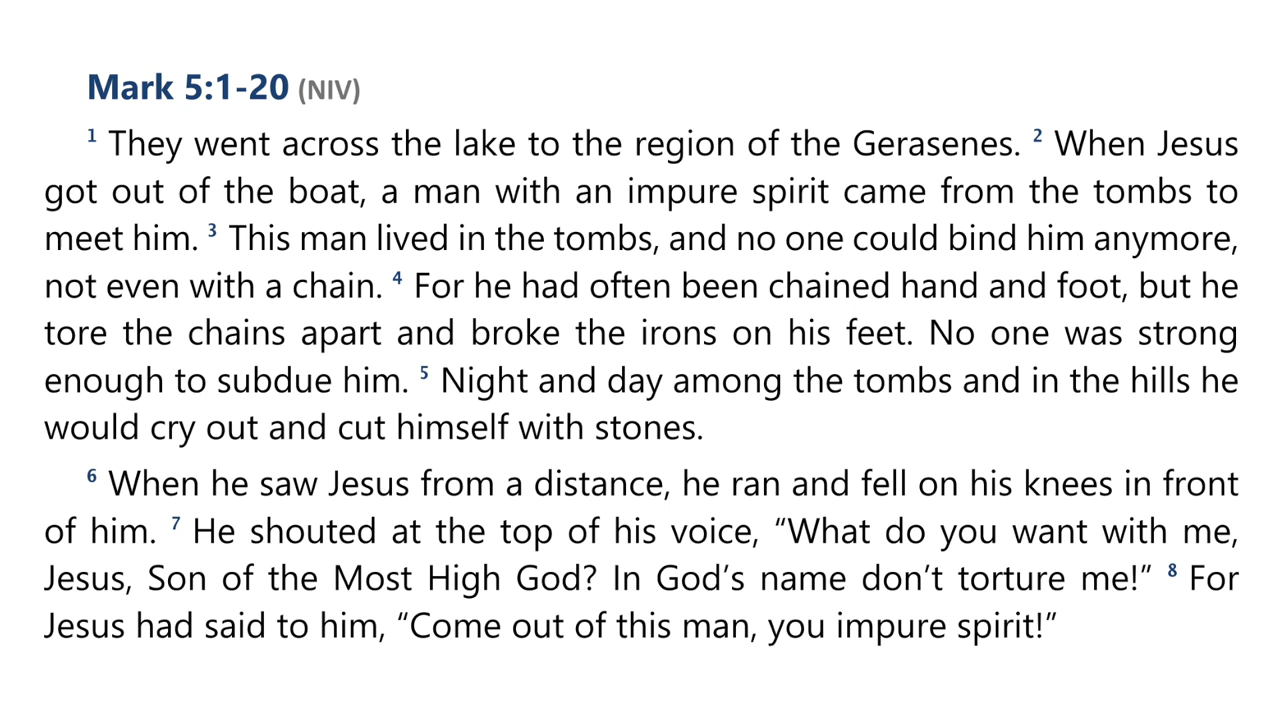 Mark 5:1-20 (NIV)
1 They went across the lake to the region of the Gerasenes. 2 When Jesus
got out of the boat, a man with an impure spirit came from the tombs to
meet him. 3 This man lived in the tombs, and no one could bind him anymore,
not even with a chain. 4 For he had often been chained hand and foot, but he
tore the chains apart and broke the irons on his feet. No one was strong
enough to subdue him. 5 Night and day among the tombs and in the hills he
would cry out and cut himself with stones.
6 When he saw Jesus from a distance, he ran and fell on his knees in front
of him. 7 He shouted at the top of his voice, “What do you want with me,
Jesus, Son of the Most High God? In God’s name don’t torture me!” 8 For
Jesus had said to him, “Come out of this man, you impure spirit!”